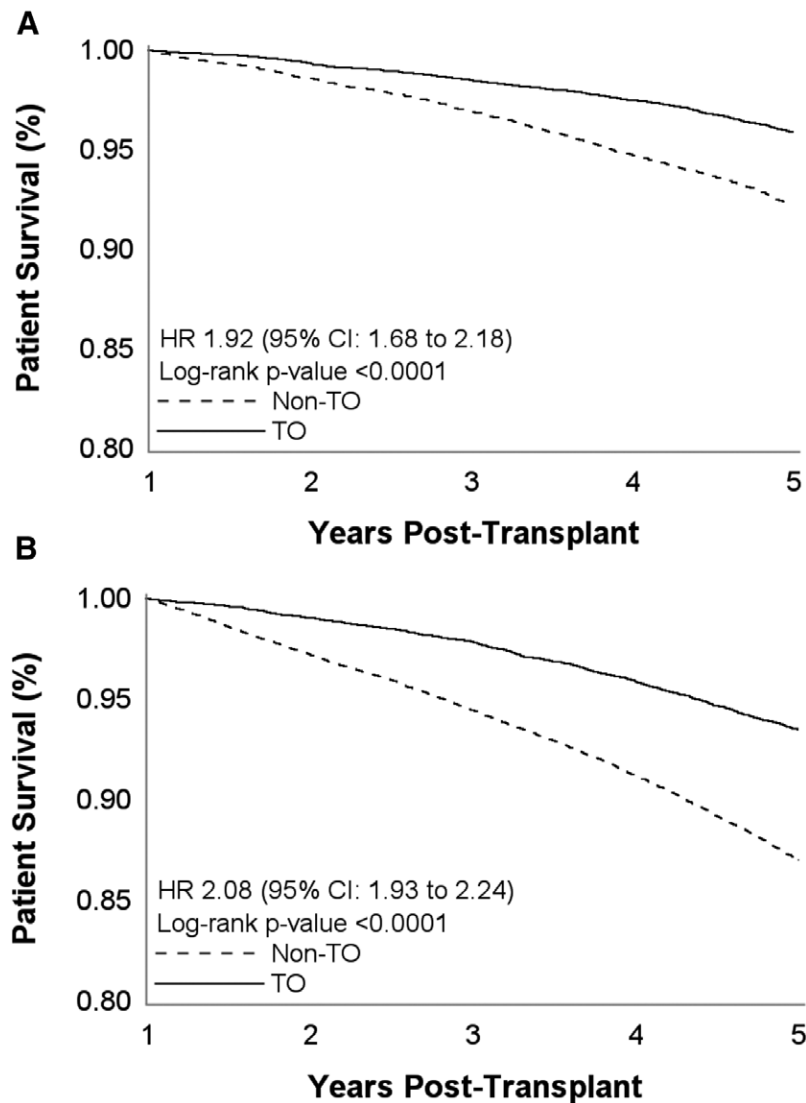 A
Patient Survival (%)
1.00
0.95
0.90
0.85
0.80
HR 1.92 (95% CI: 1.68 to 2.18)
Log-rank p-value <0.0001
Non-TO
TO
1 2 3 4 5
Years Post-Transplant
B
Patient Survival (%)
1.00
0.95
0.90
0.85
0.80
HR 2.08 (95% CI: 1.93 to 2.24)
Log-rank p-value <0.0001
Non-TO
TO
1 2 3 4 5
Years Post-Transplant